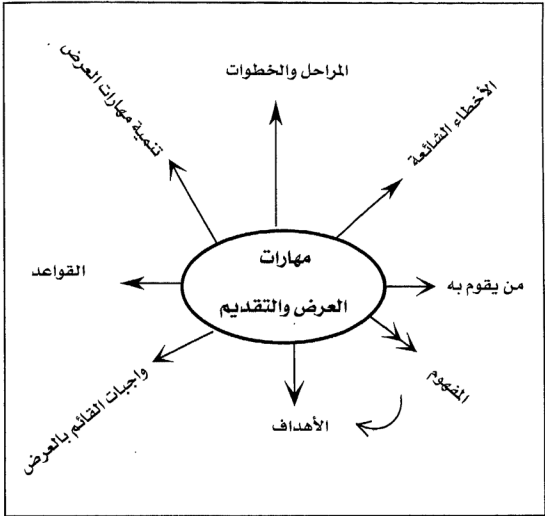 المراحل والخطوات
الأخطاء الشائعة
تنمية مهارات العرض
مهارات
العرض والتقديم
من يقوم به
القواعد
المفهوم
الأهداف
واجبات القائم بالعرض